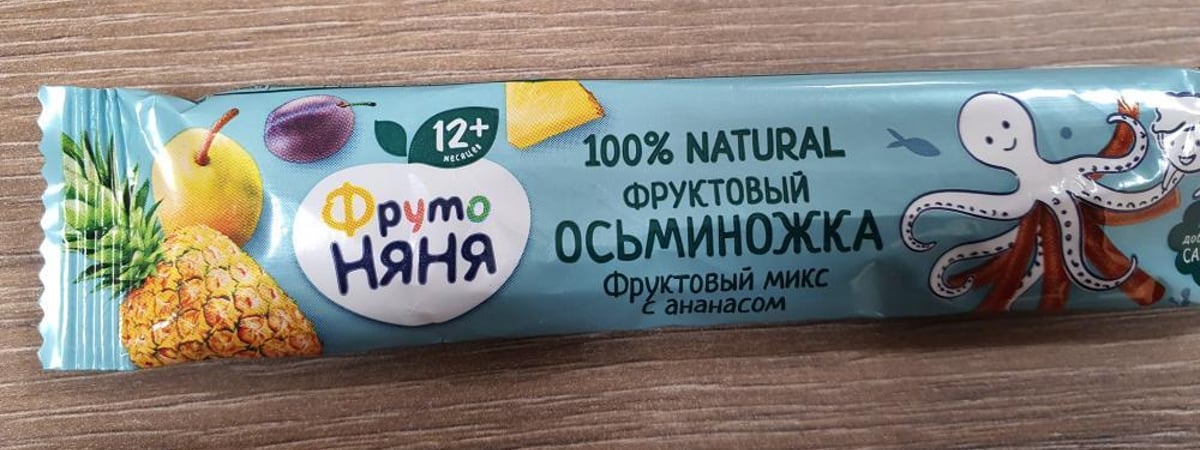 12+
месяцев
Фруто
НЯНЯ
100% NATURAL
ФРУКТОВЫЙ
ОСЬМИНОЖКА
Фруктовый микс
с ананасом